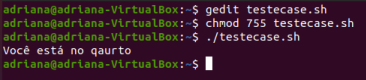 adriana@adriana-VirtualBox:~$ gedit testecase.sh
adriana@adriana-VirtualBox:~$ chmod 755 testecase.sh
adriana@adriana-VirtualBox:~$ ./testecase.sh
Você está no qaurto
adriana@adriana-VirtualBox:~$